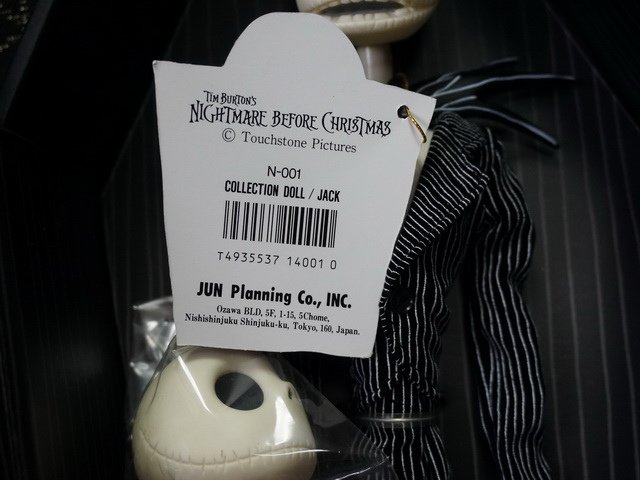 TIM BURTON'S
NIGHTMARE BEFORE CHRISTMAS
© Touchstone Pictures
N-001
COLLECTION DOLL / JACK
T4935537 14001 0
JUN Planning Co., INC.
Ozawa BLD, 5F, 1-15, 5Chome,
Nishishinjuku Shinjuku-ku, Tokyo, 160, Japan.